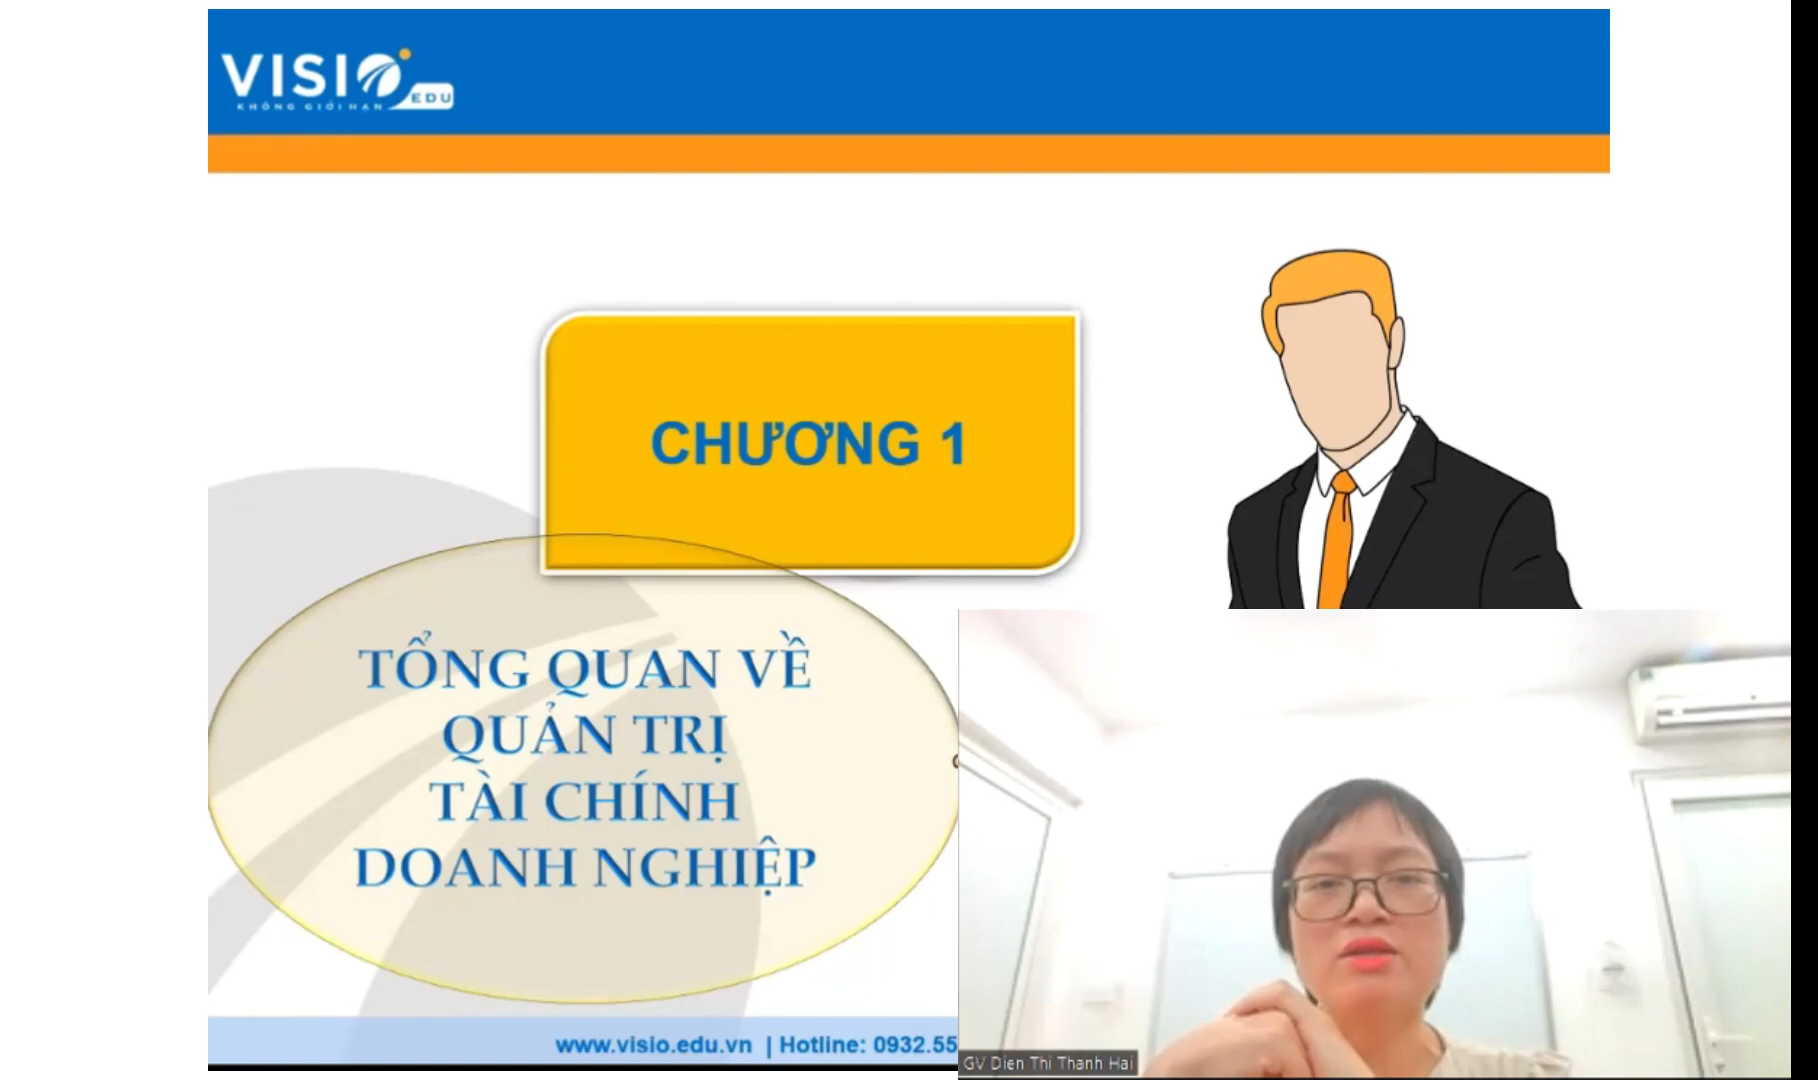 VISIO
EDU
KHÔNG GIỚI HẠN
CHƯƠNG 1
TỔNG QUAN VỀ
QUẢN TRỊ
TÀI CHÍNH
DOANH NGHIỆP
www.visio.edu.vn | Hotline: 0932.55
GV Dien Thi Thanh Hai